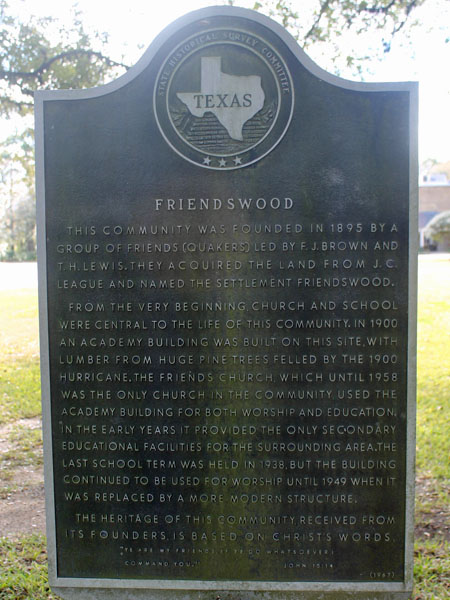 STATE HISTORICAL SURVEY COMMITTEE
TEXAS
FRIENDSWOOD
THIS COMMUNITY WAS FOUNDED IN 1895 BY A
GROUP OF FRIENDS (QUAKERS) LED BY F.J. BROWN AND
T.H. LEWIS. THEY ACQUIRED THE LAND FROM J.C.
LEAGUE AND NAMED THE SETTLEMENT FRIENDSWOOD.
FROM THE VERY BEGINNING, CHURCH AND SCHOOL
WERE CENTRAL TO THE LIFE OF THIS COMMUNITY. IN 1900
AN ACADEMY BUILDING WAS BUILT ON THIS SITE, WITH
LUMBER FROM HUGE PINE TREES FELLED BY THE 1900
HURRICANE. THE FRIENDS CHURCH, WHICH UNTIL 1958
WAS THE ONLY CHURCH IN THE COMMUNITY, USED THE
ACADEMY BUILDING FOR BOTH WORSHIP AND EDUCATION.
IN THE EARLY YEARS IT PROVIDED THE ONLY SECONDARY
EDUCATIONAL FACILITIES FOR THE SURROUNDING AREA. THE
LAST SCHOOL TERM WAS HELD IN 1938, BUT THE BUILDING
CONTINUED TO BE USED FOR WORSHIP UNTIL 1949 WHEN IT
WAS REPLACED BY A MORE MODERN STRUCTURE.
THE HERITAGE OF THIS COMMUNITY RECEIVED FROM
ITS FOUNDERS, IS BASED ON CHRIST'S WORDS,
"YE ARE MY FRIENDS IF YE DO WHATSOEVER I
COMMAND YOU." JOHN 15:14
(1967)